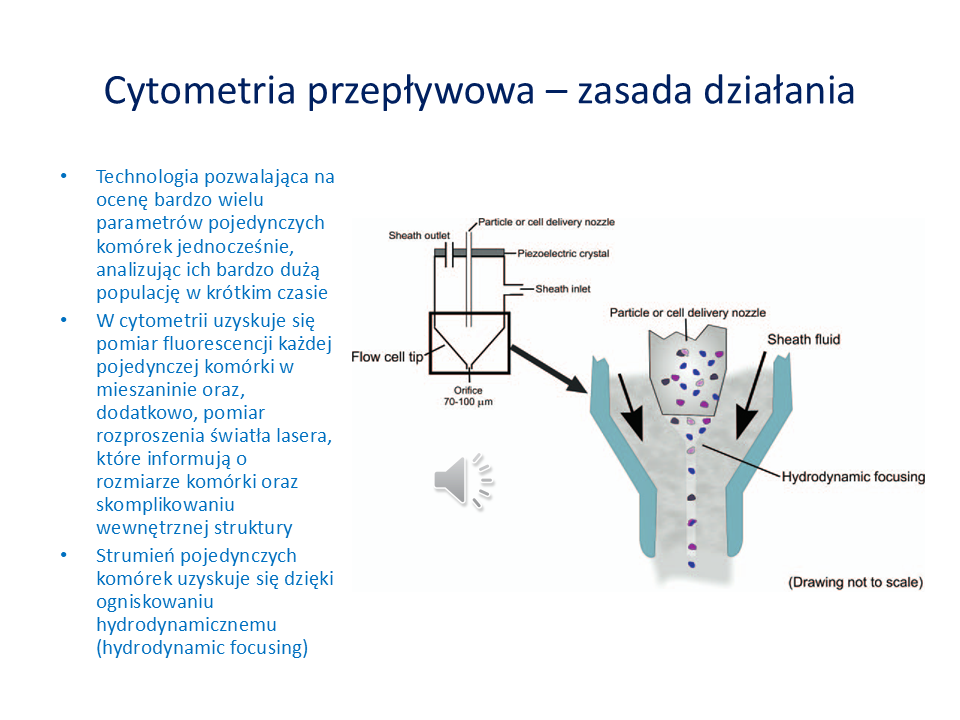 Cytometria przepływowa – zasada działania
• Technologia pozwalająca na
ocenę bardzo wielu
parametrów pojedynczych
komórek jednocześnie,
analizując ich bardzo dużą
populację w krótkim czasie
• W cytometrii uzyskuje się
pomiar fluorescencji każdej
pojedynczej komórki w
mieszaninie oraz,
dodatkowo, pomiar
rozproszenia światła lasera,
które informują o
rozmiarze komórki oraz
skomplikowaniu
wewnętrznej struktury
• Strumień pojedynczych
komórek uzyskuje się dzięki
ogniskowaniu
hydrodynamicznemu
(hydrodynamic focusing)
Particle or cell delivery nozzle
Sheath outlet
Piezoelectric crystal
Sheath inlet
Flow cell tip
Orifice
70-100 µm
Particle or cell delivery nozzle
Sheath fluid
Hydrodynamic focusing
(Drawing not to scale)